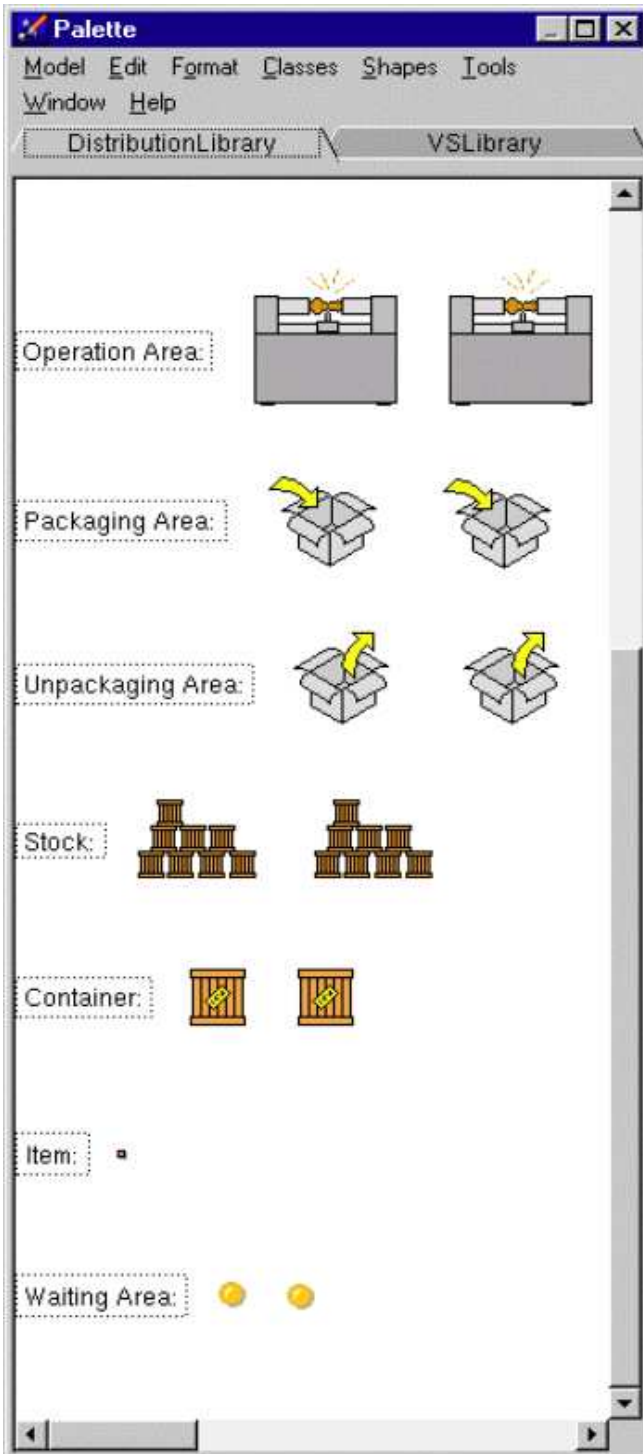 Palette
Model Edit Format Classes Shapes Tools
Window Help
DistributionLibrary VSLibrary
Operation Area:
Packaging Area:
Unpackaging Area:
Stock:
Container:
Item:
Waiting Area: